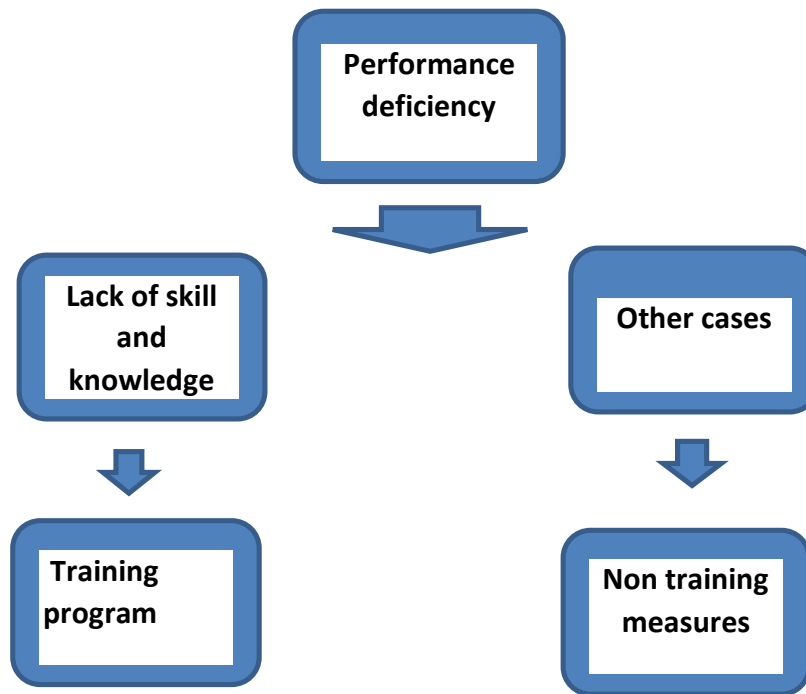 Performance
deficiency
Lack of skill
and
knowledge
Other cases
Training
program
Non training
measures